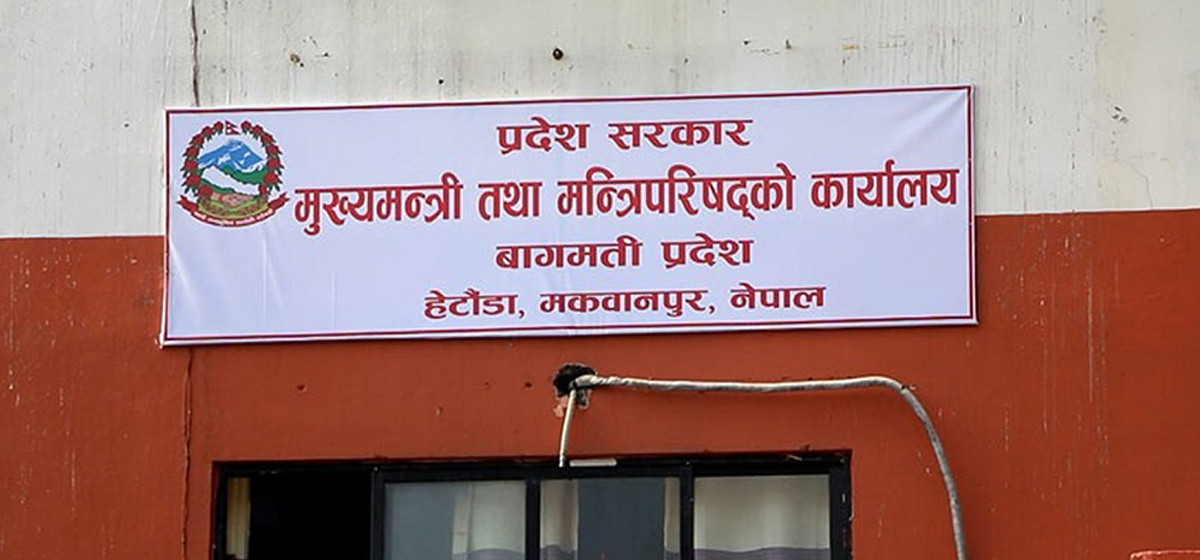 प्रदेश सरकार
मुख्यमन्त्री तथा मन्त्रिपरिषद्को कार्यालय
बागमती प्रदेश
हेटौंडा, मकवानपुर, नेपाल